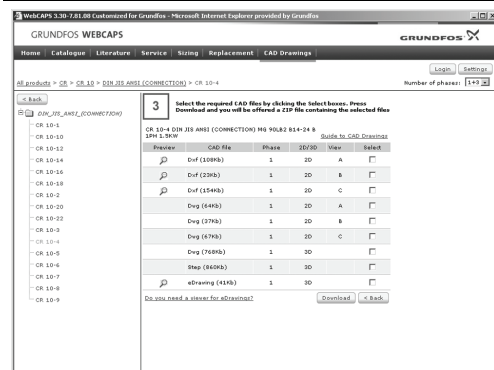 WebCAPS 3.30-7.81.08 Customized for Grundfos - Microsoft Internet Explorer provided by Grundfos
GRUNDFOS WEBCAPS
GRUNDFOS
Home Catalogue Literature Service Sizing Replacement CAD Drawings
Login Settings
All products > CR > CR 10 > DIN JIS ANSI (CONNECTION) > CR 10-4
Number of phases: 1+3
< Back
DIN_JIS_ANSI_(CONNECTION)
CR 10-1
CR 10-10
CR 10-12
CR 10-14
CR 10-16
CR 10-18
CR 10-2
CR 10-20
CR 10-22
CR 10-3
CR 10-4
CR 10-5
CR 10-6
CR 10-7
CR 10-8
CR 10-9
3
Select the required CAD files by clicking the Select boxes. Press
Download and you will be offered a ZIP file containing the selected files
CR 10-4 DIN JIS ANSI (CONNECTION) MG 90LB2 B14-24 B
1PH 1.5KW
Guide to CAD Drawings
Preview CAD file Phase 2D/3D View Select
Dxf (108Kb) 1 2D A
Dxf (23Kb) 1 2D B
Dxf (154Kb) 1 2D C
Dwg (64Kb) 1 2D A
Dwg (37Kb) 1 2D B
Dwg (67Kb) 1 2D C
Dwg (768Kb) 1 3D
Step (860Kb) 1 3D
eDrawing (41Kb) 1 3D
Do you need a viewer for eDrawings?
Download < Back